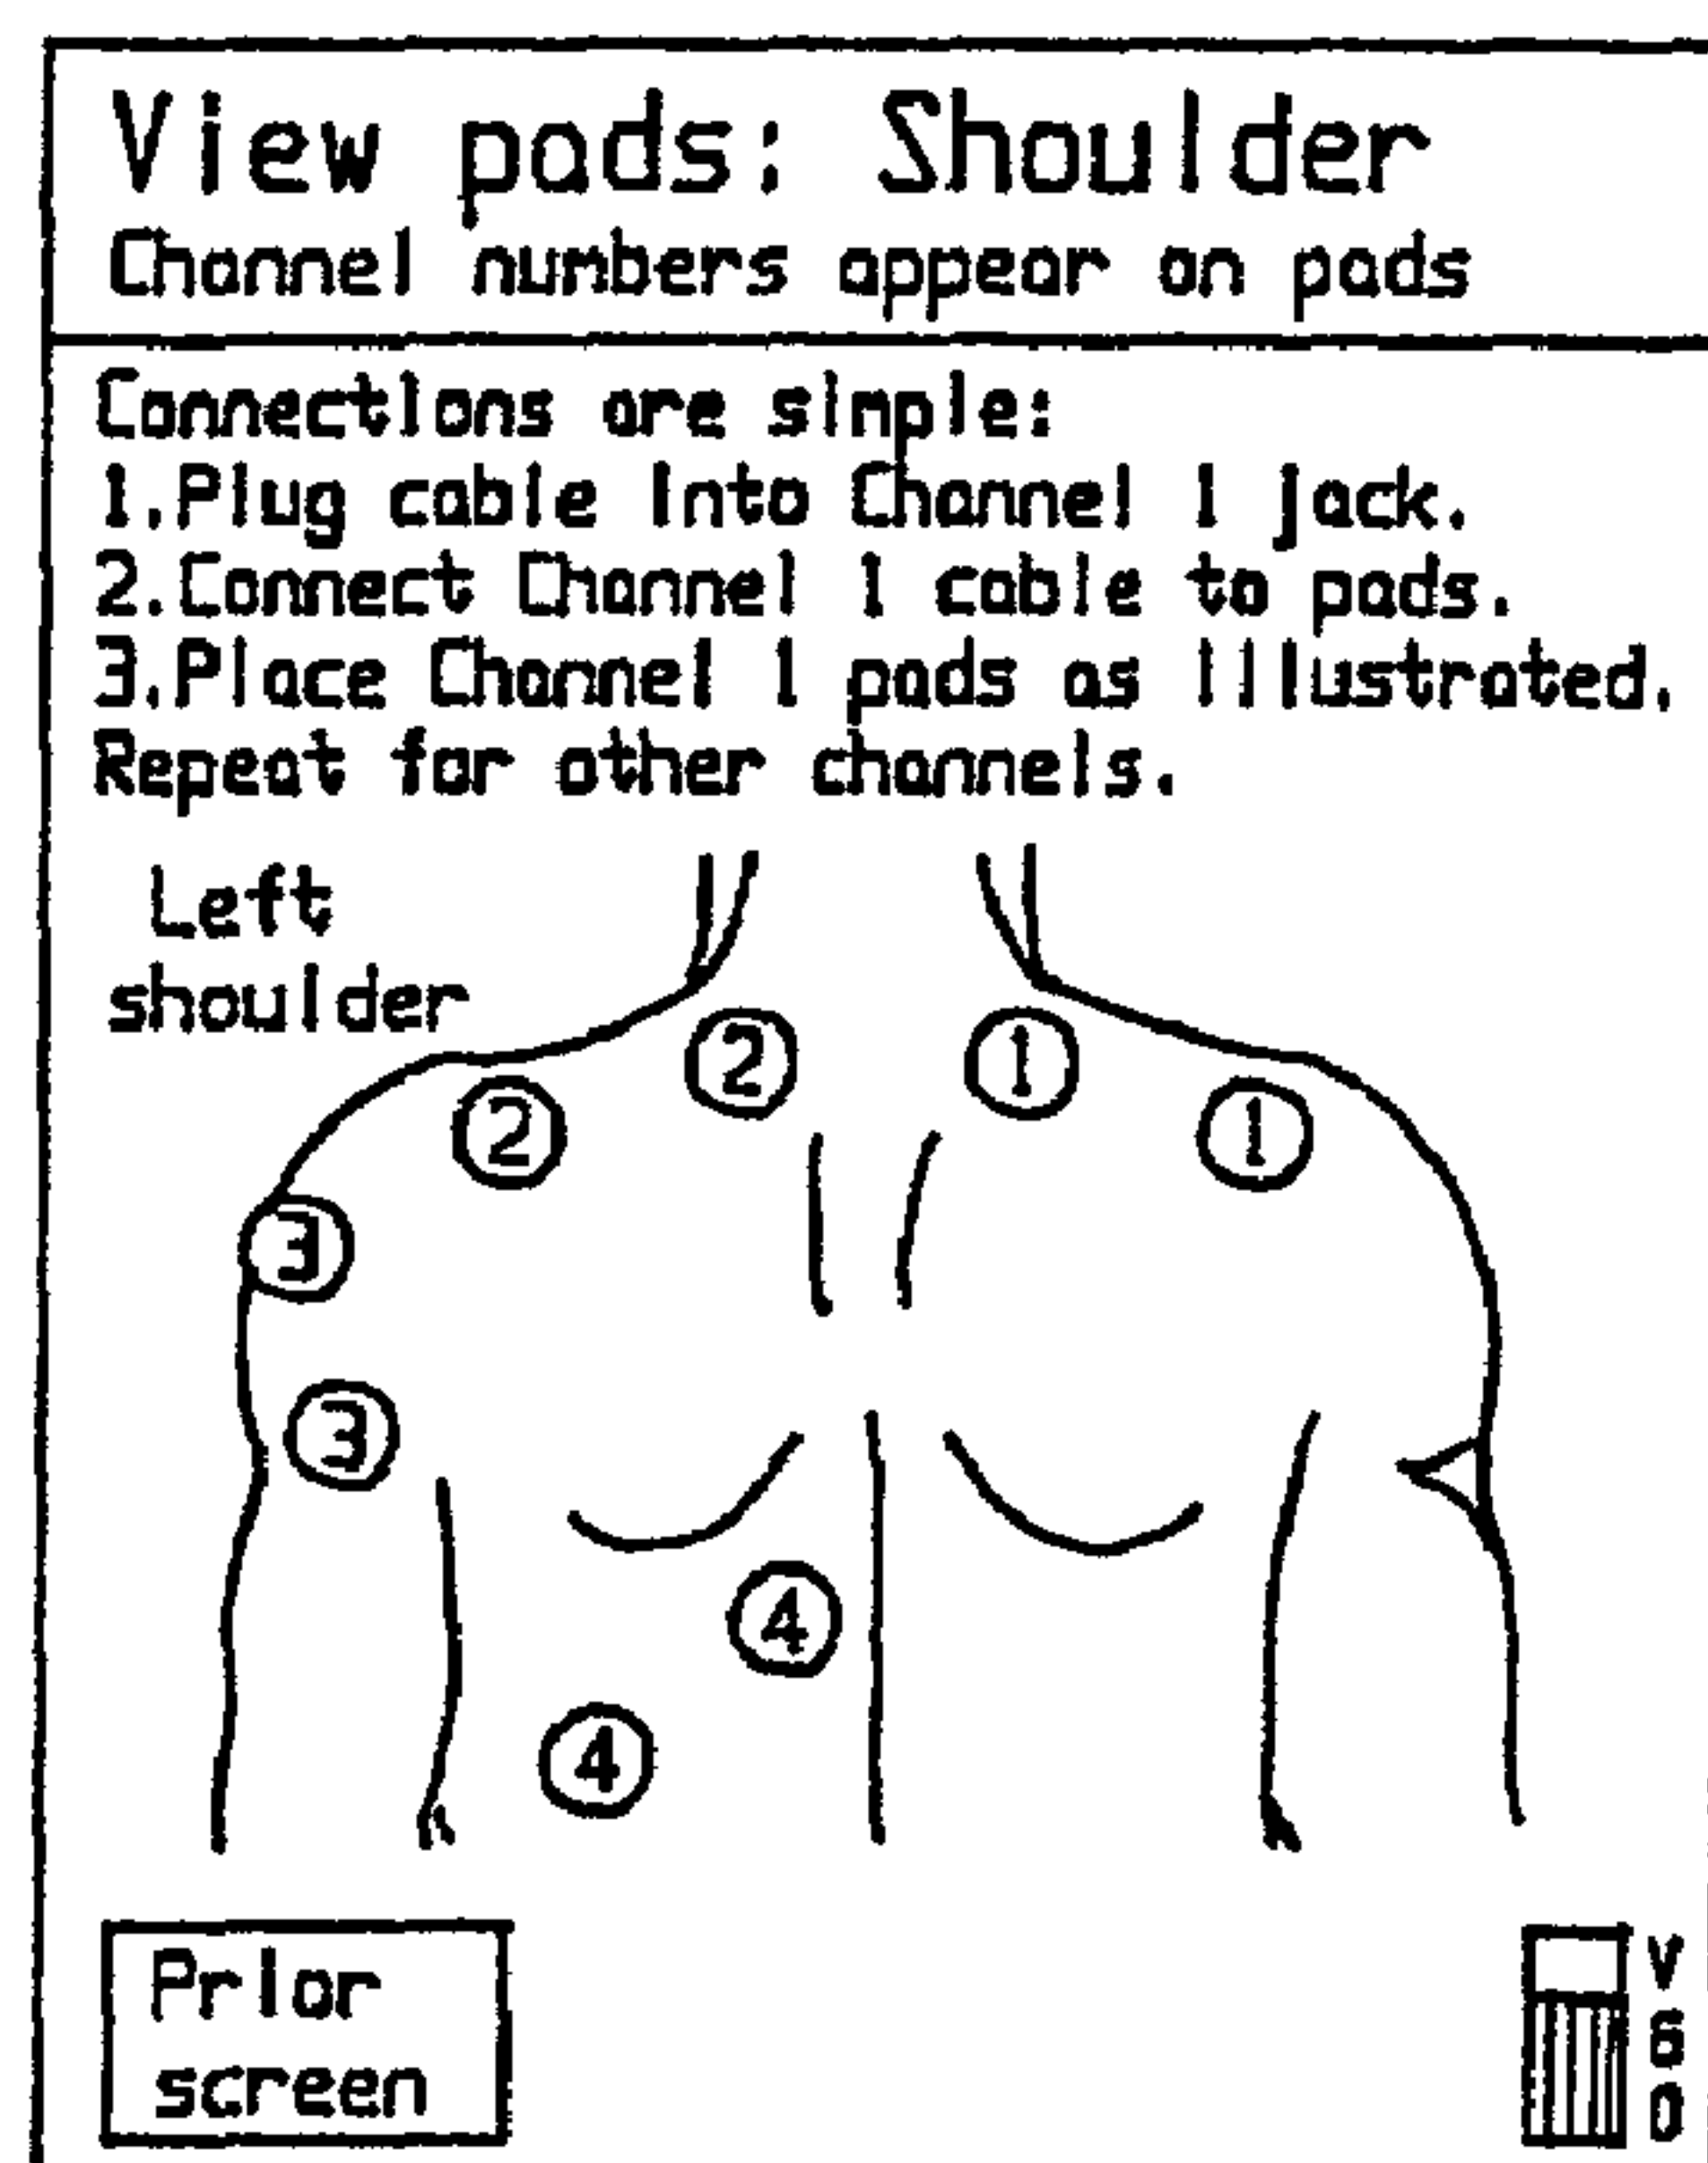 View pads: Shoulder
Channel numbers appear on pads
Connections are simple:
1.Plug cable into Channel 1 jack.
2.Connect Channel 1 cable to pads.
3.Place Channel 1 pads as illustrated.
Repeat for other channels.
Left
shoulder
2
1
2
1
3
3
4
4
Prior
screen
V
6
0